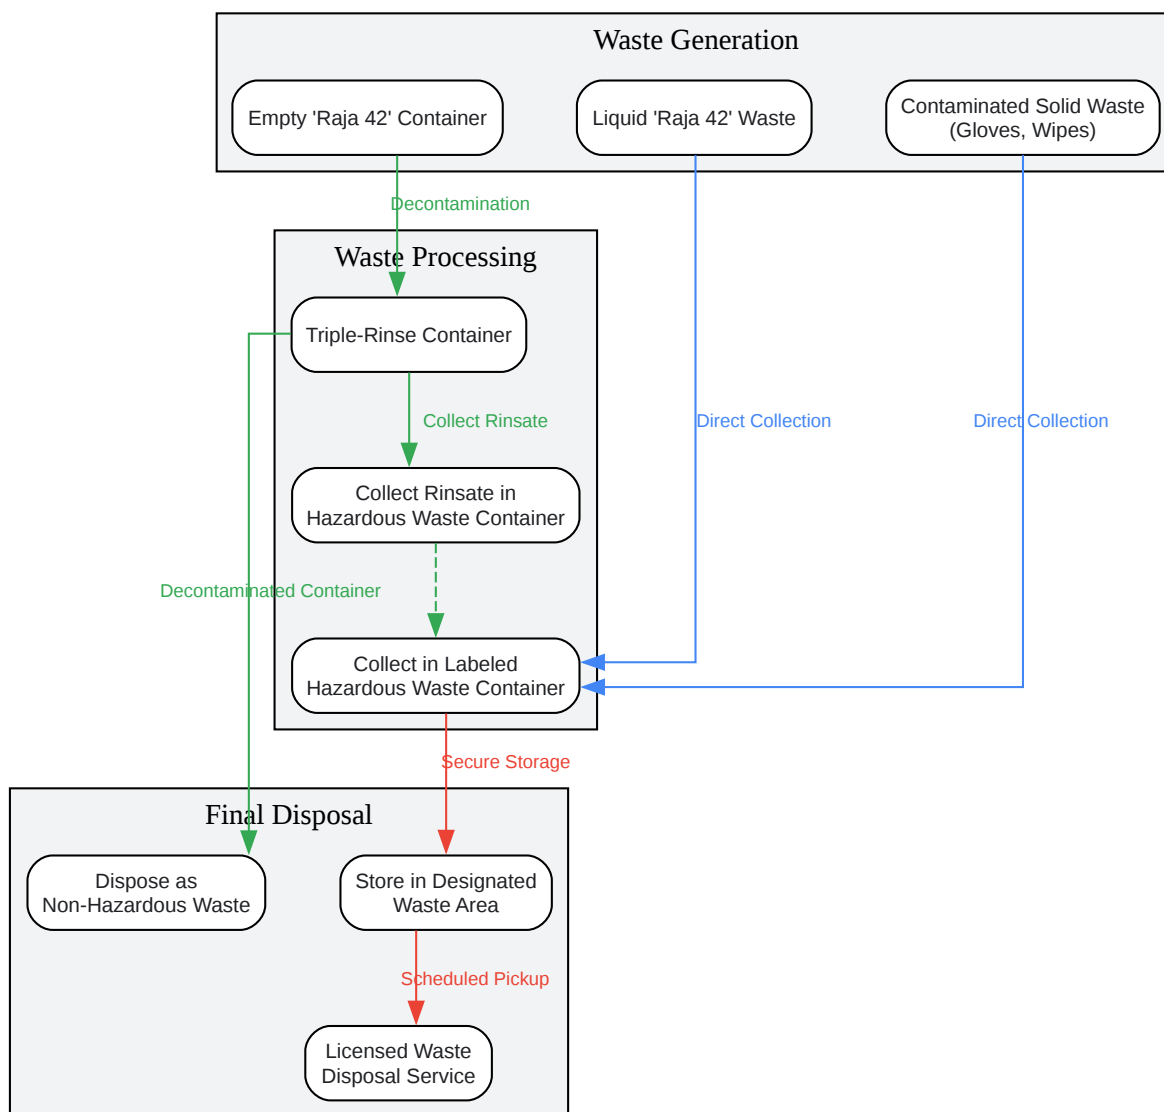 Waste Generation
Empty 'Raja 42' Container
Liquid 'Raja 42' Waste
Contaminated Solid Waste
(Gloves, Wipes)
Decontamination
Waste Processing
Triple-Rinse Container
Collect Rinsate
Direct Collection
Direct Collection
Collect Rinsate in
Hazardous Waste Container
Decontaminated Container
Collect in Labeled
Hazardous Waste Container
Secure Storage
Final Disposal
Dispose as
Non-Hazardous Waste
Store in Designated
Waste Area
Scheduled Pickup
Licensed Waste
Disposal Service